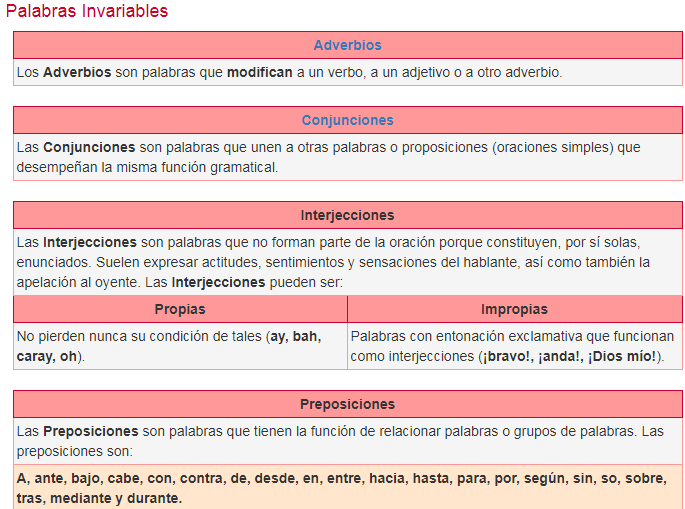 Palabras Invariables
Adverbios
Los Adverbios son palabras que modifican a un verbo, a un adjetivo o a otro adverbio.
Conjunciones
Las Conjunciones son palabras que unen a otras palabras o proposiciones (oraciones simples) que
desempeñan la misma función gramatical.
Interjecciones
Las Interjecciones son palabras que no forman parte de la oración porque constituyen, por sí solas,
enunciados. Suelen expresar actitudes, sentimientos y sensaciones del hablante, así como también la
apelación al oyente. Las Interjecciones pueden ser:
Propias
No pierden nunca su condición de tales (ay, bah,
caray, oh).
Impropias
Palabras con entonación exclamativa que funcionan
como interjecciones (¡bravo!, ¡anda!, ¡Dios mío!).
Preposiciones
Las Preposiciones son palabras que tienen la función de relacionar palabras o grupos de palabras. Las
preposiciones son:
A, ante, bajo, cabe, con, contra, de, desde, en, entre, hacia, hasta, para, por, según, sin, so, sobre,
tras, mediante y durante.